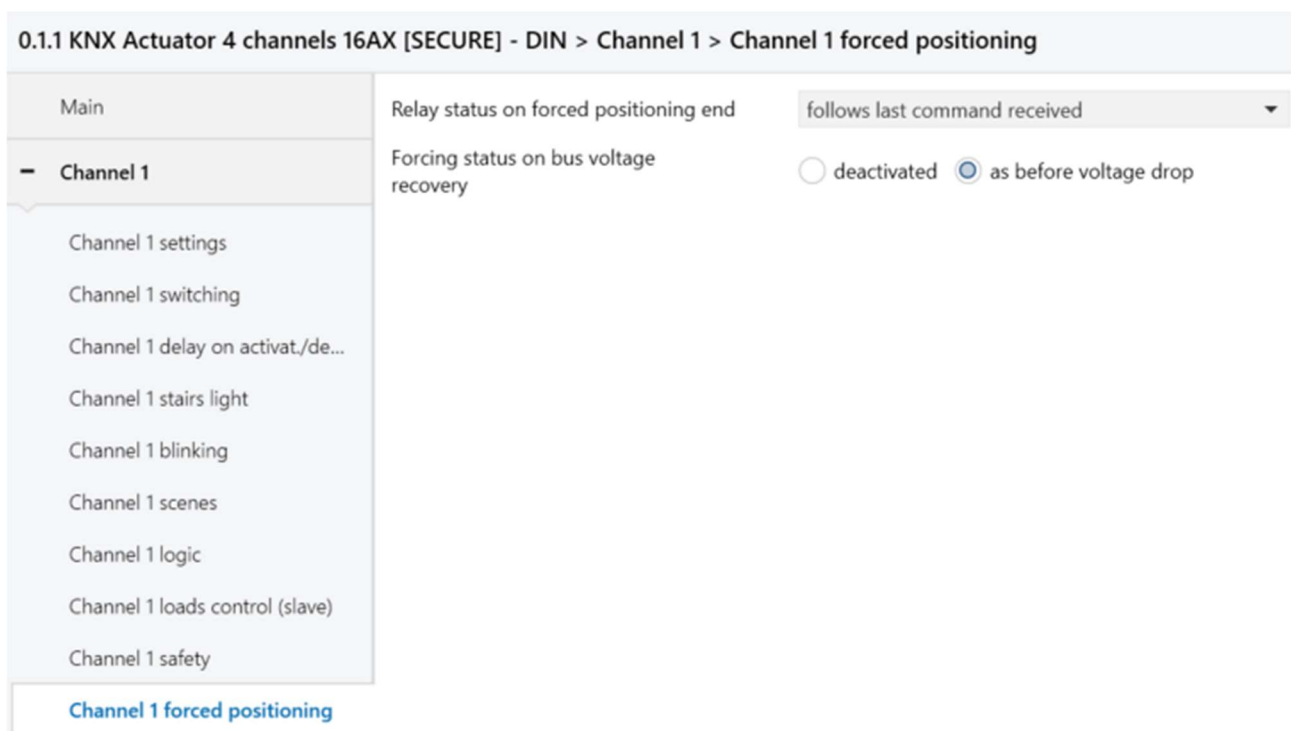 0.1.1 KNX Actuator 4 channels 16AX [SECURE] - DIN > Channel 1 > Channel 1 forced positioning
Main
Channel 1
Channel 1 settings
Channel 1 switching
Channel 1 delay on activat./de...
Channel 1 stairs light
Channel 1 blinking
Channel 1 scenes
Channel 1 logic
Channel 1 loads control (slave)
Channel 1 safety
Channel 1 forced positioning
Relay status on forced positioning end
follows last command received
Forcing status on bus voltage
recovery
deactivated
as before voltage drop